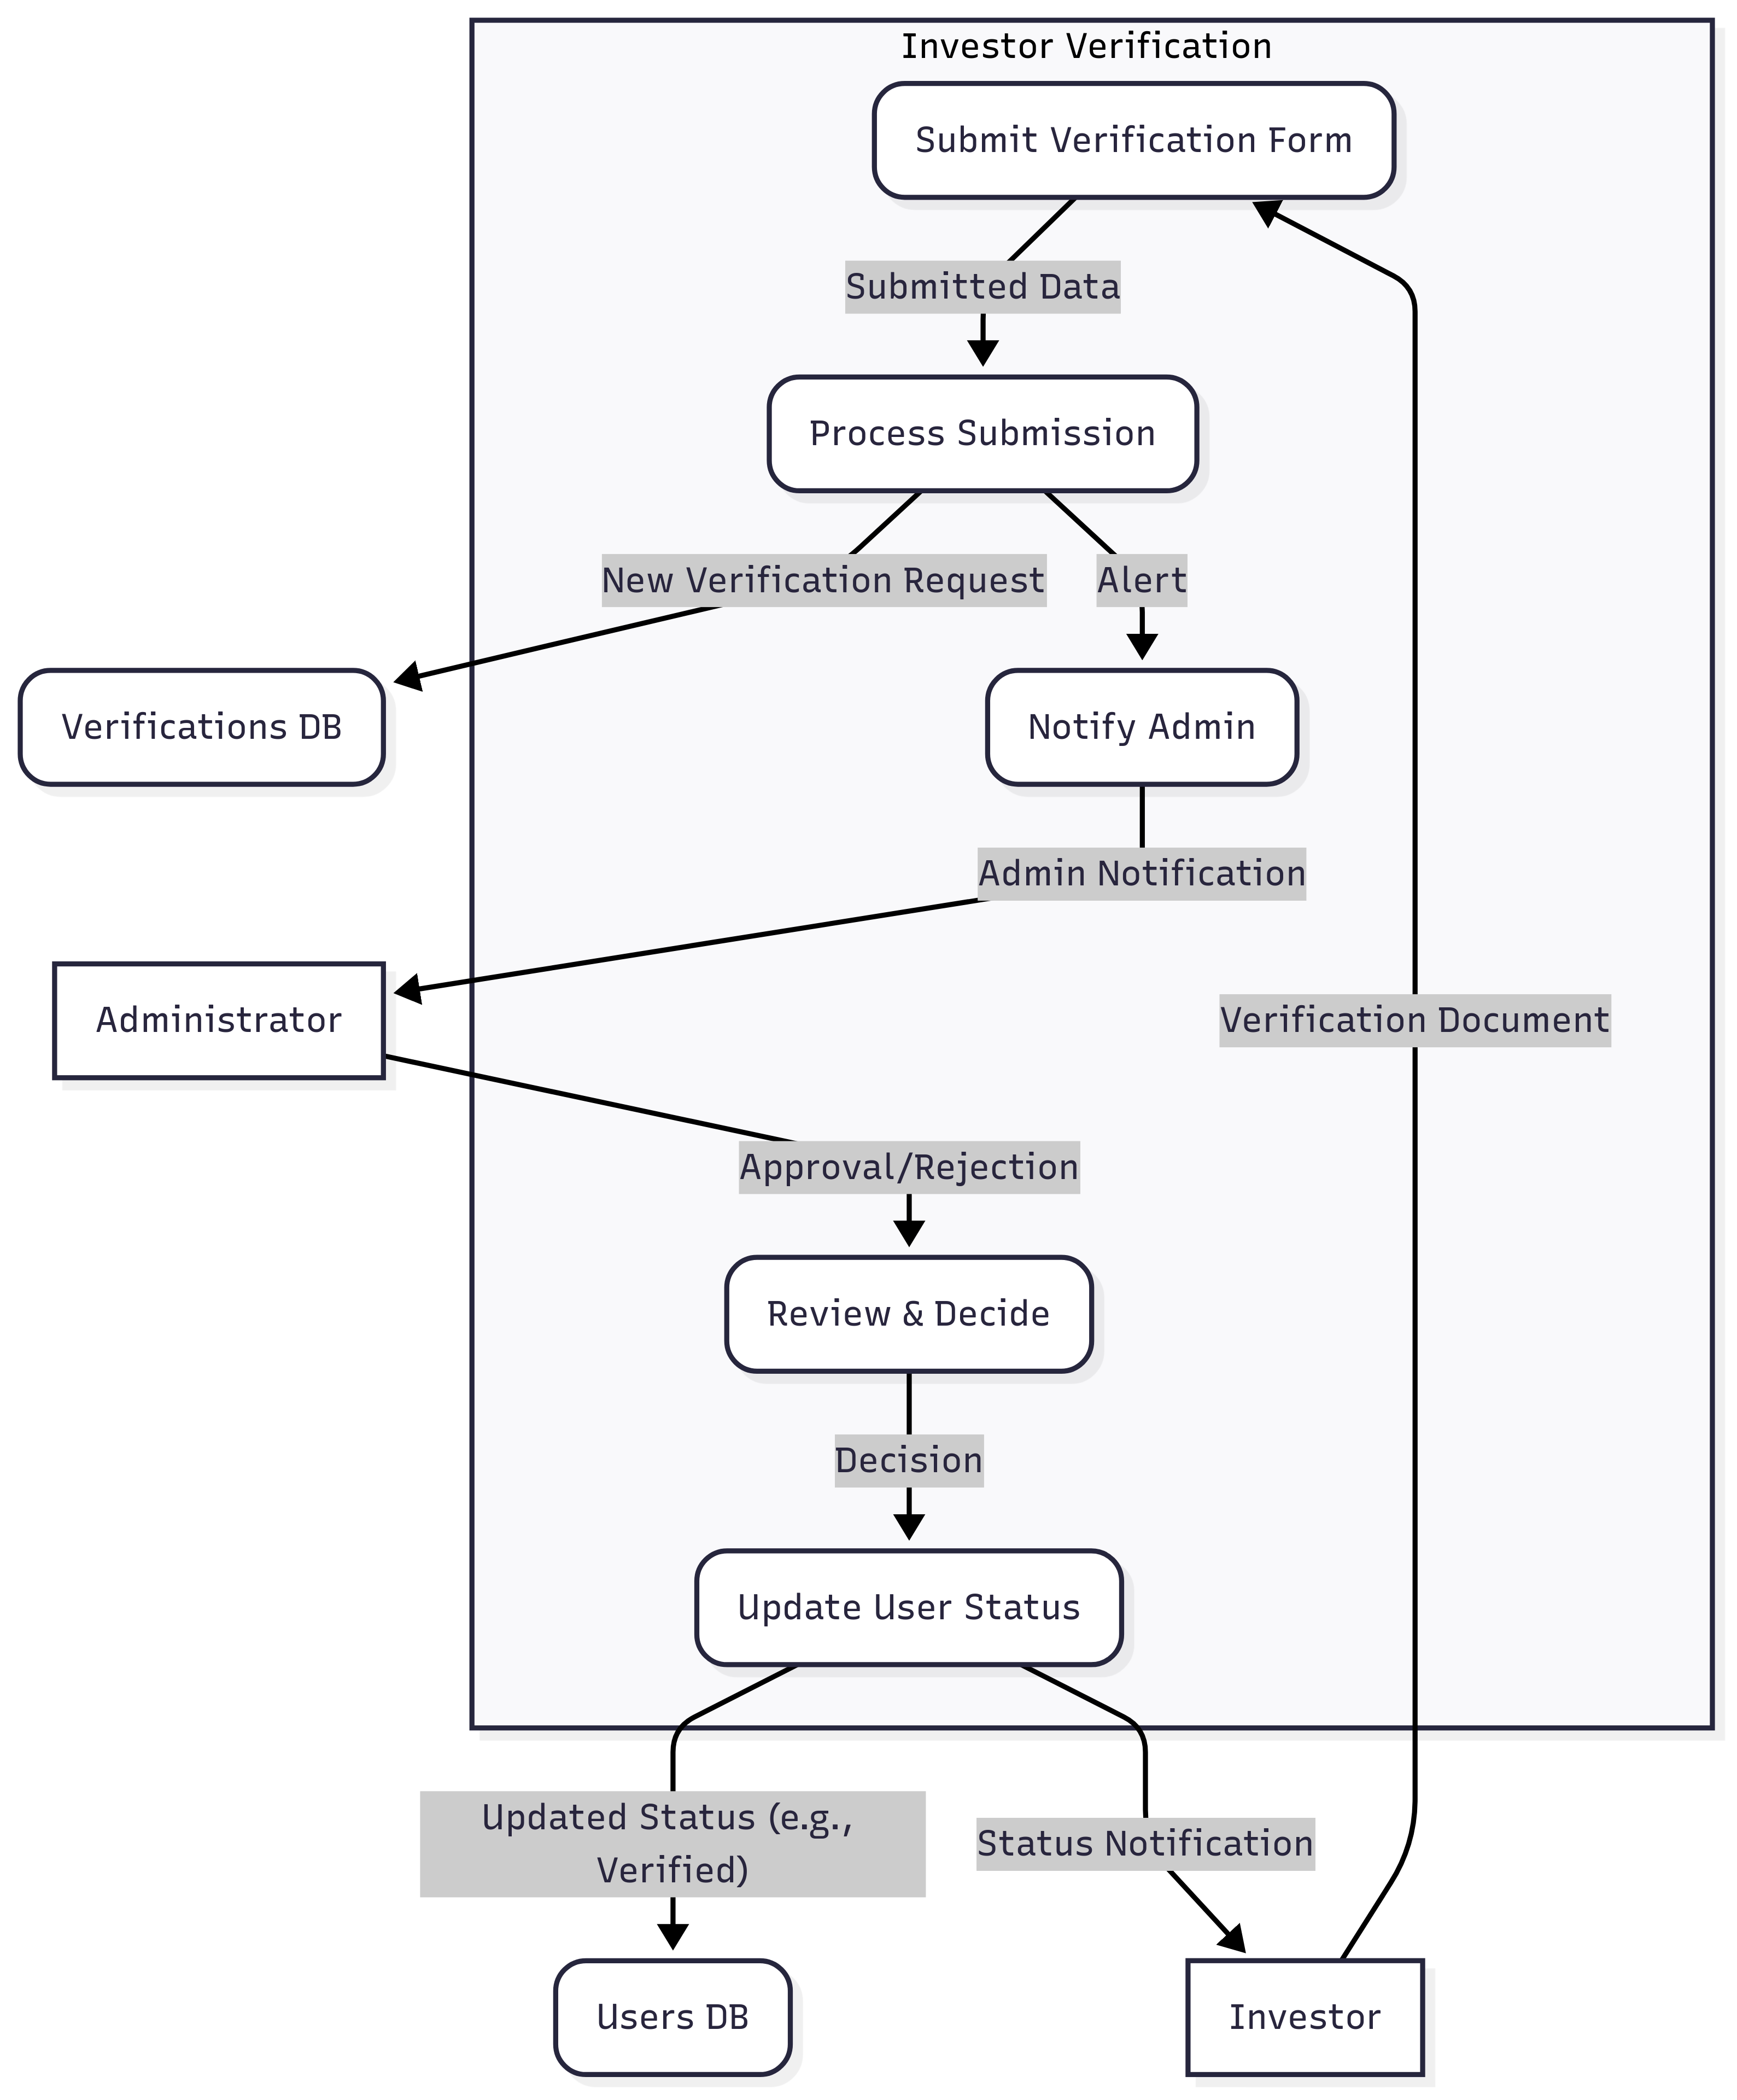 Investor Verification
Submit Verification Form
Submitted Data
Process Submission
New Verification Request
Alert
Verifications DB
Notify Admin
Admin Notification
Administrator
Verification Document
Approval/Rejection
Review & Decide
Decision
Update User Status
Updated Status (e.g.,
Verified)
Status Notification
Users DB
Investor